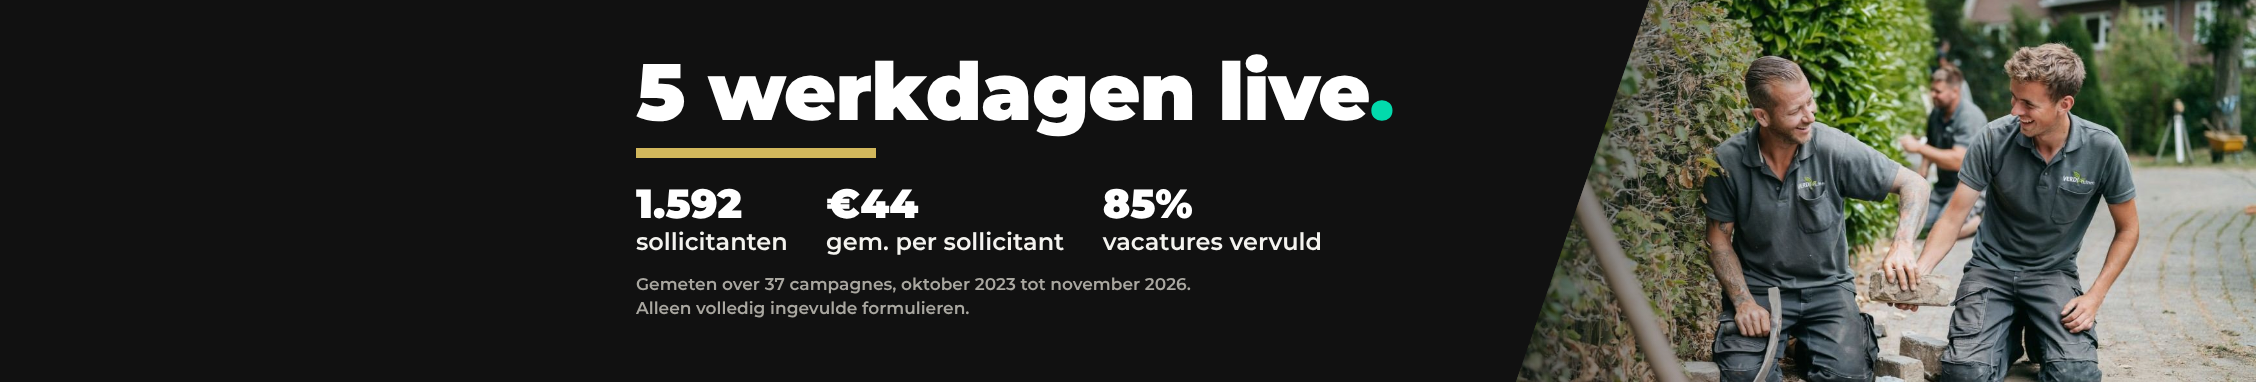 5 werkdagen live.
1.592
sollicitanten
€44
gem. per sollicitant
85%
vacatures vervuld
Gemeten over 37 campagnes, oktober 2023 tot november 2026.
Alleen volledig ingevulde formulieren.